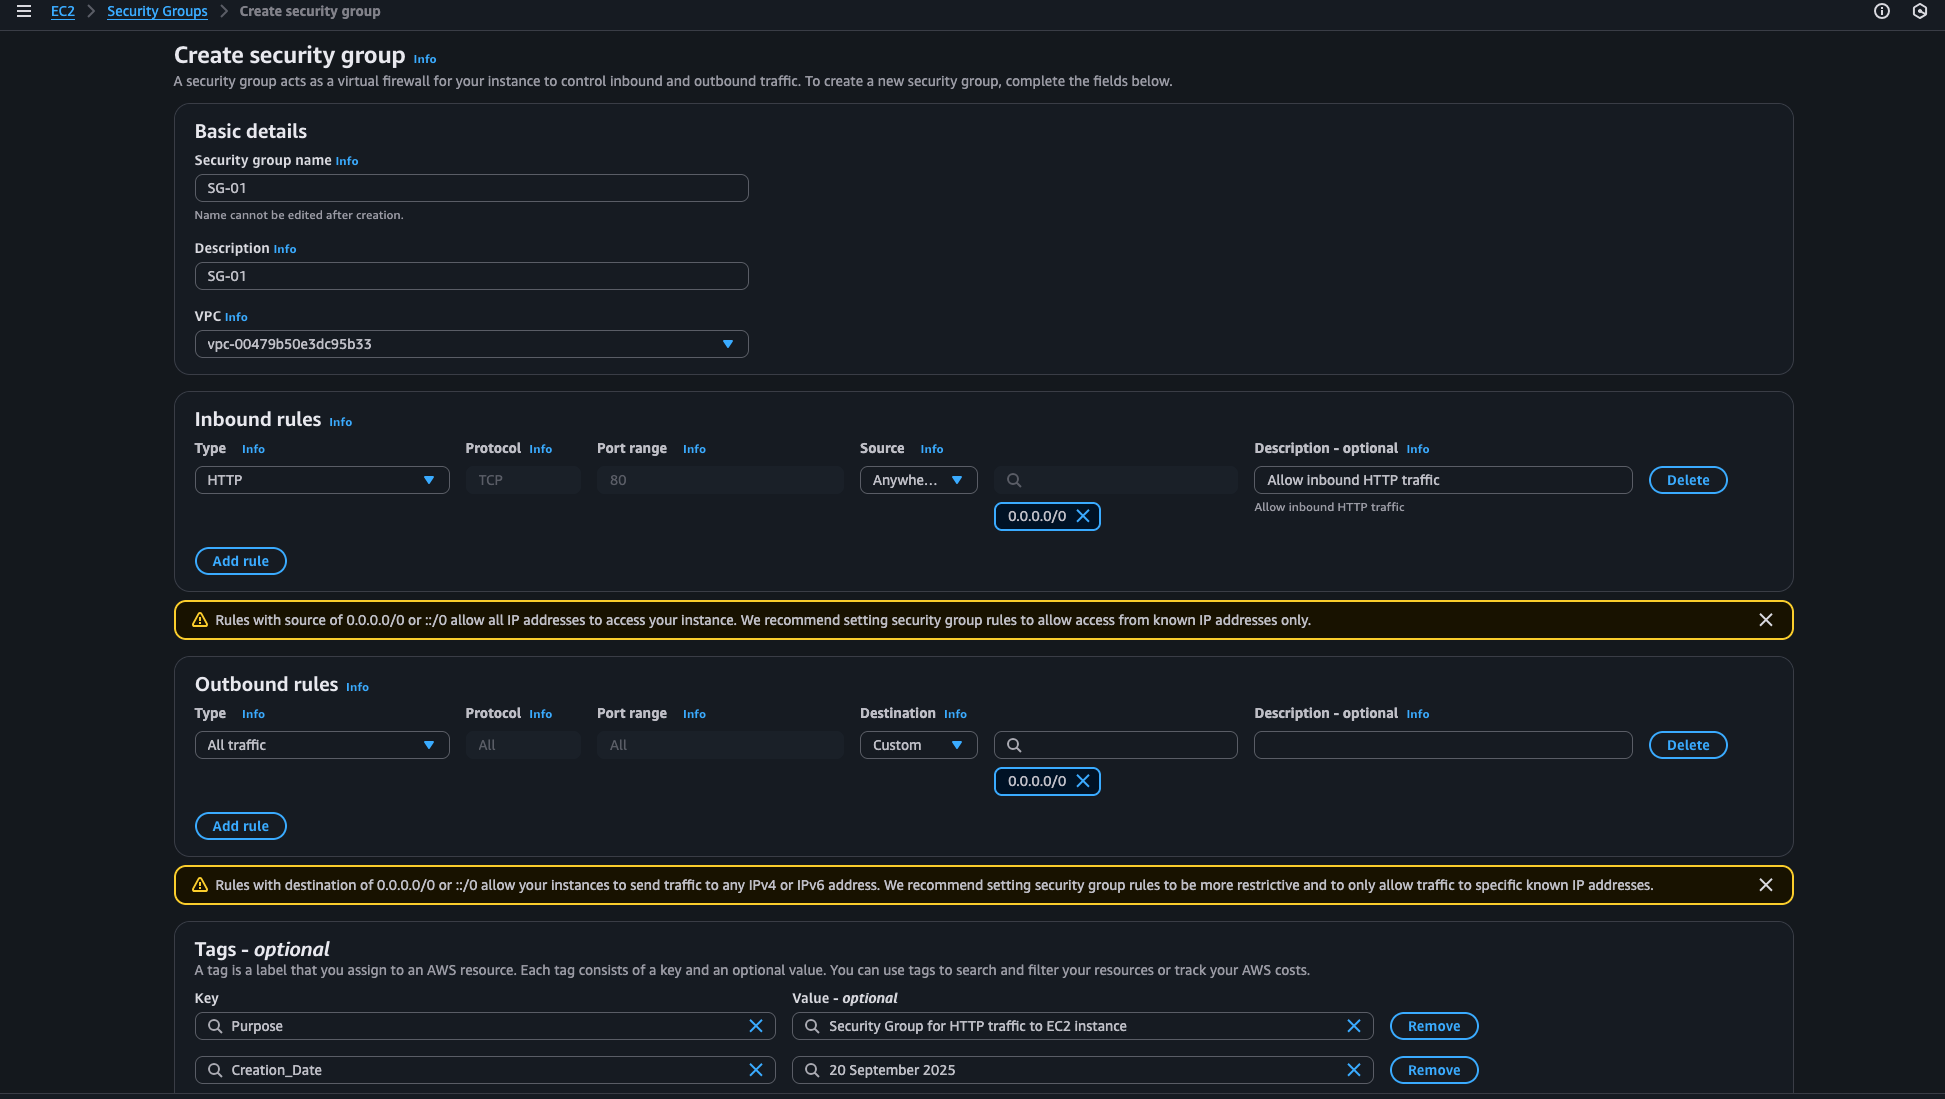 EC2 > Security Groups > Create security group
Create security group Info
A security group acts as a virtual firewall for your instance to control inbound and outbound traffic. To create a new security group, complete the fields below.
Basic details
Security group name Info
SG-01
Name cannot be edited after creation.
Description Info
SG-01
VPC Info
vpc-00479b50e3dc95b33
Inbound rules Info
Type Info Protocol Info Port range Info Source Info Description - optional Info
HTTP TCP 80 Anywhe... Allow inbound HTTP traffic Delete
0.0.0.0/0 Allow inbound HTTP traffic
Add rule
Rules with source of 0.0.0.0/0 or ::/0 allow all IP addresses to access your instance. We recommend setting security group rules to allow access from known IP addresses only.
Outbound rules Info
Type Info Protocol Info Port range Info Destination Info Description - optional Info
All traffic All All Custom Delete
0.0.0.0/0
Add rule
Rules with destination of 0.0.0.0/0 or ::/0 allow your instances to send traffic to any IPv4 or IPv6 address. We recommend setting security group rules to be more restrictive and to only allow traffic to specific known IP addresses.
Tags - optional
A tag is a label that you assign to an AWS resource. Each tag consists of a key and an optional value. You can use tags to search and filter your resources or track your AWS costs.
Key Value - optional
Purpose Security Group for HTTP traffic to EC2 instance Remove
Creation_Date 20 September 2025 Remove